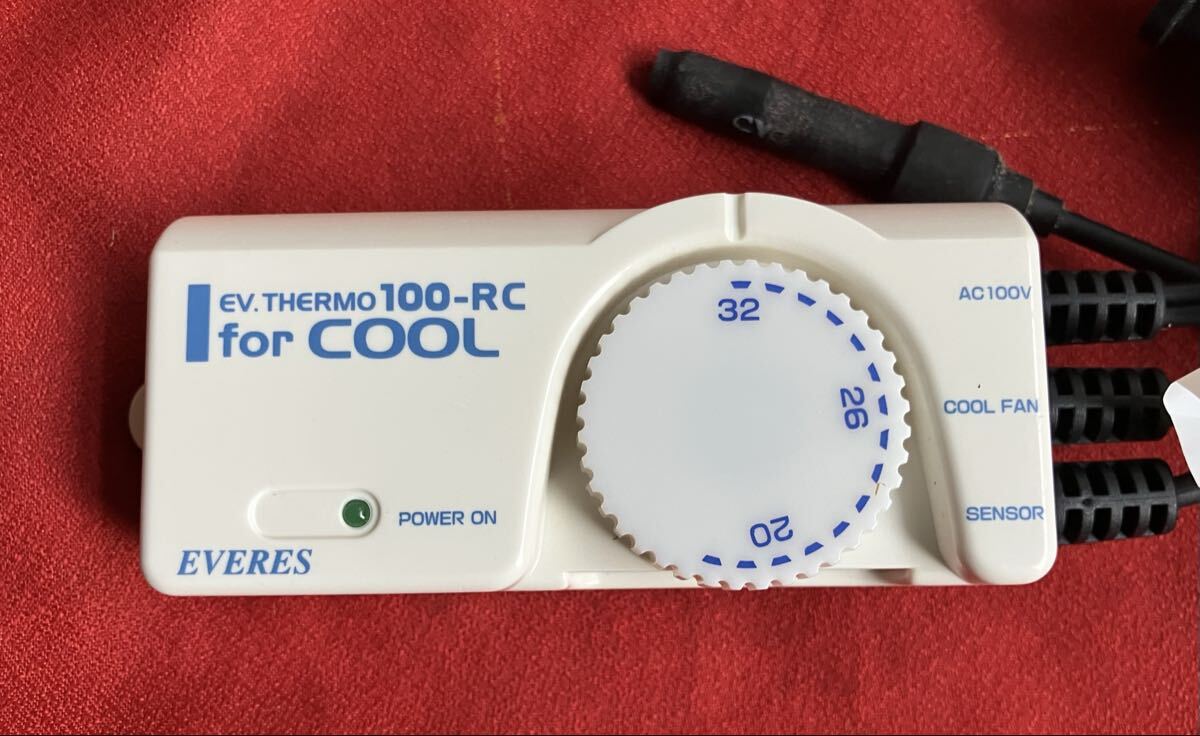 EV. THERMO 100-RC
for COOL
POWER ON
EVERES
32
26
20
AC100V
COOL FAN
SENSOR